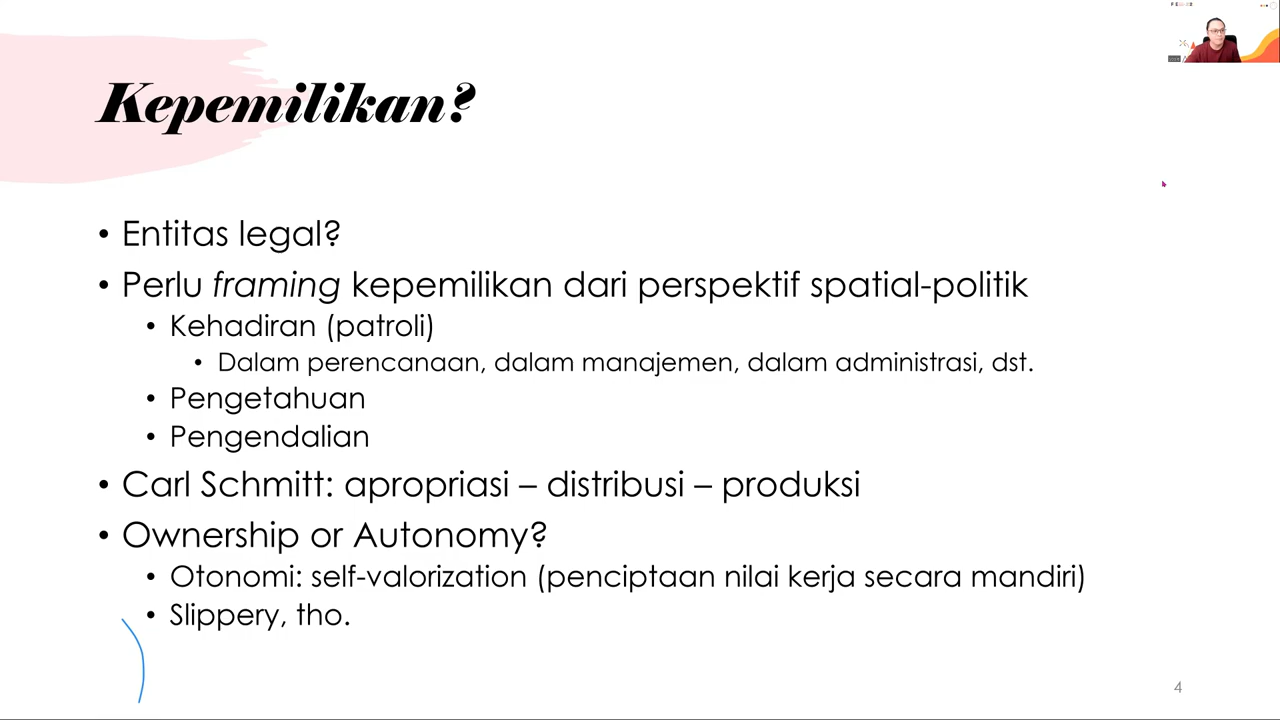 Kepemilikan?
• Entitas legal?
• Perlu framing kepemilikan dari perspektif spatial-politik
• Kehadiran (patroli)
• Dalam perencanaan, dalam manajemen, dalam administrasi, dst.
• Pengetahuan
• Pengendalian
• Carl Schmitt: apropriasi – distribusi – produksi
• Ownership or Autonomy?
• Otonomi: self-valorization (penciptaan nilai kerja secara mandiri)
• Slippery, tho.
4